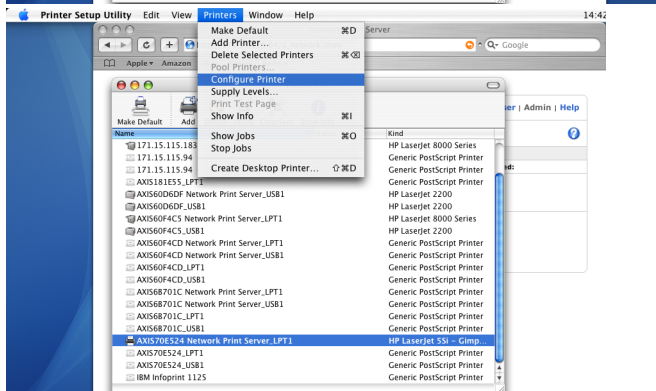 Printer Setup Utility Edit View Printers Window Help 14:42
Make Default ⌘D
Add Printer...
Delete Selected Printers ⌘⌫
Pool Printers...
Configure Printer
Supply Levels...
Print Test Page
Show Info ⌘I
Show Jobs ⌘O
Stop Jobs
Create Desktop Printer... ⇧⌘D
Server
Google
Apple Amazon
Make Default Add
Admin | Help
Name Kind
171.15.115.183 HP LaserJet 8000 Series
171.15.115.94 Generic PostScript Printer
171.15.115.94 Generic PostScript Printer
AXIS181E55_LPT1 Generic PostScript Printer
AXIS60D6DF Network Print Server_USB1 HP LaserJet 2200
AXIS60D6DF_USB1 HP LaserJet 2200
AXIS60F4C5 Network Print Server_LPT1 HP LaserJet 8000 Series
AXIS60F4C5_USB1 HP LaserJet 2200
AXIS60F4CD Network Print Server_LPT1 Generic PostScript Printer
AXIS60F4CD Network Print Server_USB1 Generic PostScript Printer
AXIS60F4CD_LPT1 Generic PostScript Printer
AXIS60F4CD_USB1 Generic PostScript Printer
AXIS6B701C Network Print Server_LPT1 Generic PostScript Printer
AXIS6B701C Network Print Server_USB1 Generic PostScript Printer
AXIS6B701C_LPT1 Generic PostScript Printer
AXIS6B701C_USB1 Generic PostScript Printer
AXIS70E524 Network Print Server_LPT1 HP LaserJet 5Si - Gimp...
AXIS70E524_LPT1 Generic PostScript Printer
AXIS70E524_USB1 Generic PostScript Printer
IBM Infoprint 1125 Generic PostScript Printer